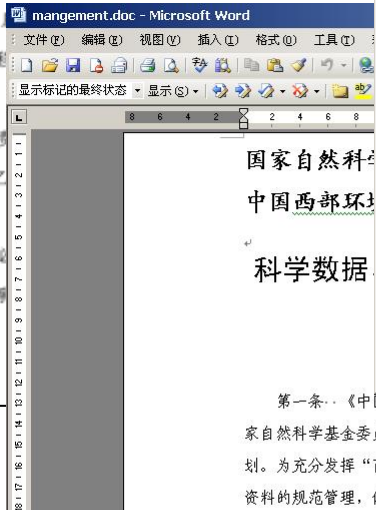 mangement.doc - Microsoft Word
文件(F) 编辑(E) 视图(V) 插入(I) 格式(O) 工具(T)
显示标记的最终状态 显示(S)
8 6 4 2 2 4 6 8
国家自然科学
中国西部环境
科学数据
第一条··《中国
家自然科学基金委员
划。为充分发挥“
资料的规范管理，